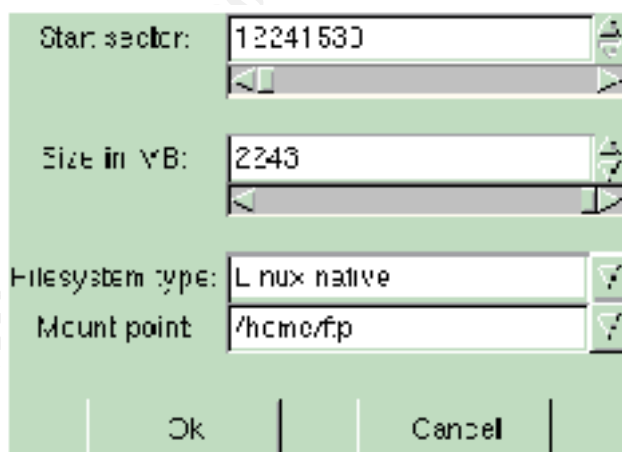 Start sector: 12241530
Size in MB: 2243
Filesystem type: Linux native
Mount point: /home/ftp
Ok Cancel